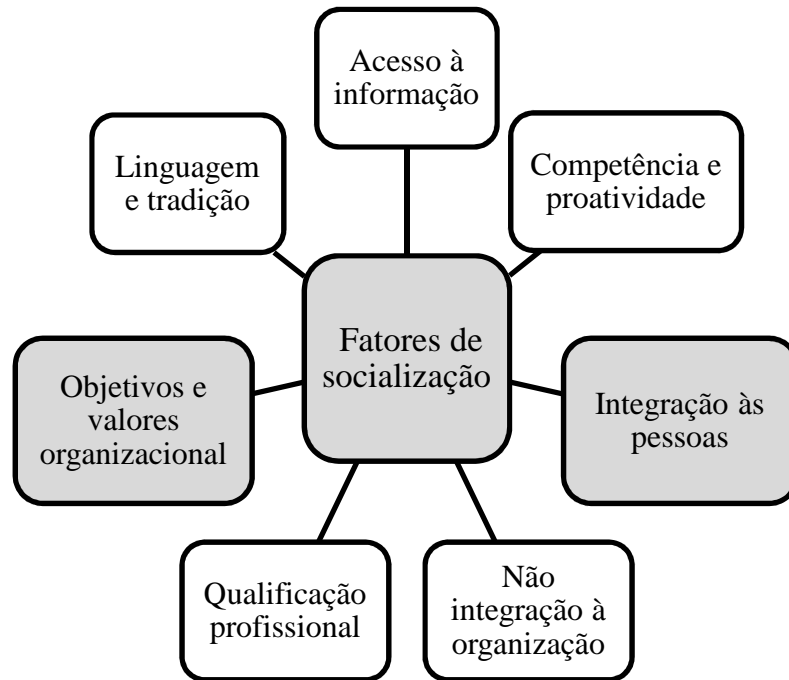 Acesso à
informação
Linguagem
e tradição
Competência e
proatividade
Fatores de
socialização
Objetivos e
valores
organizacional
Integração às
pessoas
Qualificação
profissional
Não
integração à
organização